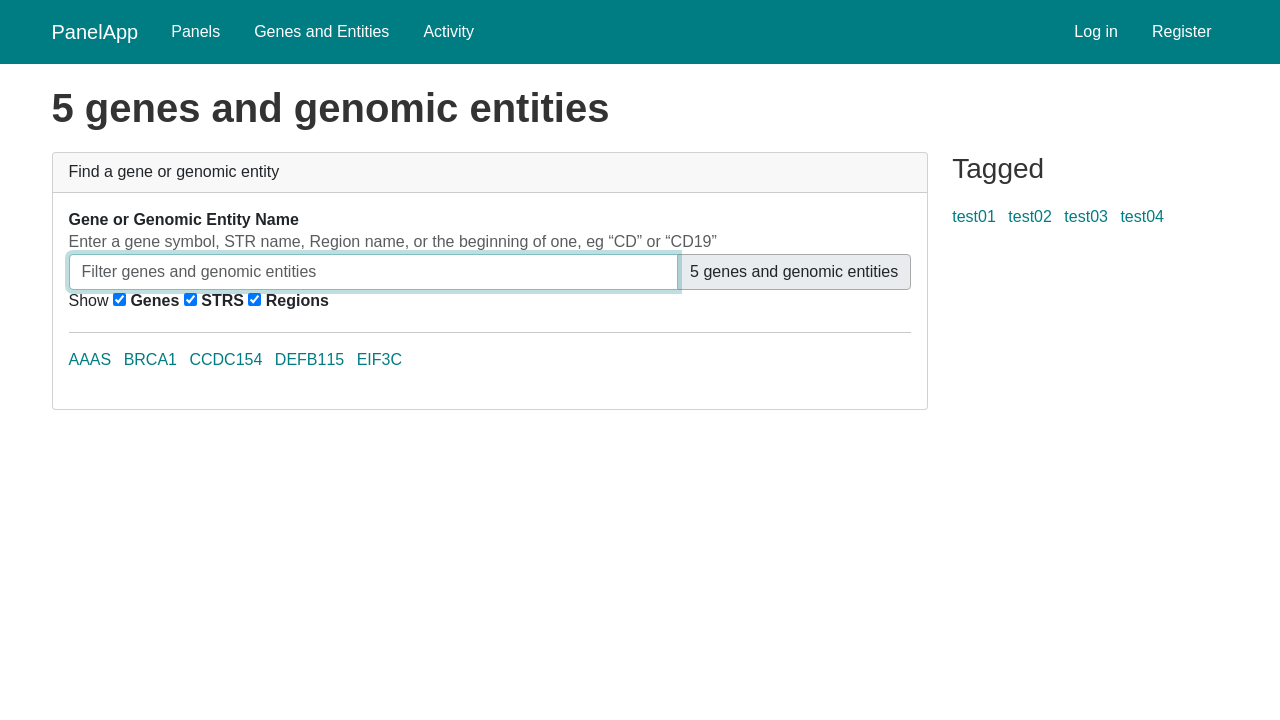 PanelApp Panels Genes and Entities Activity Log in Register
5 genes and genomic entities
Find a gene or genomic entity
Gene or Genomic Entity Name
Enter a gene symbol, STR name, Region name, or the beginning of one, eg “CD” or “CD19”
Filter genes and genomic entities 5 genes and genomic entities
Show Genes STRS Regions
AAAS BRCA1 CCDC154 DEFB115 EIF3C
Tagged
test01 test02 test03 test04